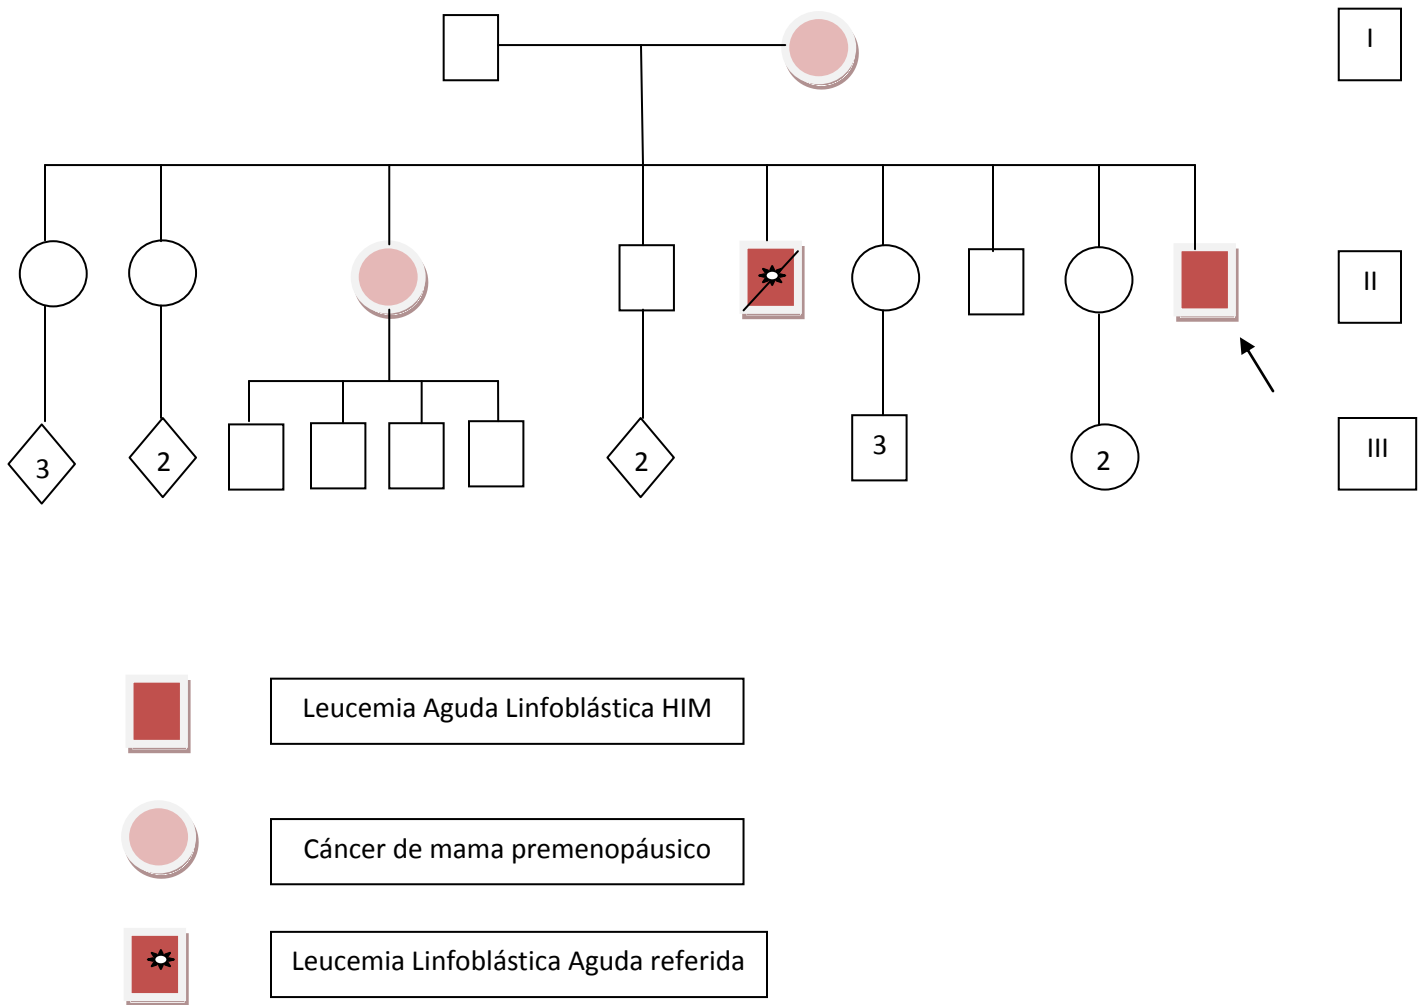 I
II
3
2
2
3
2
III
Leucemia Aguda Linfoblástica HIM
Cáncer de mama premenopáusico
Leucemia Linfoblástica Aguda referida